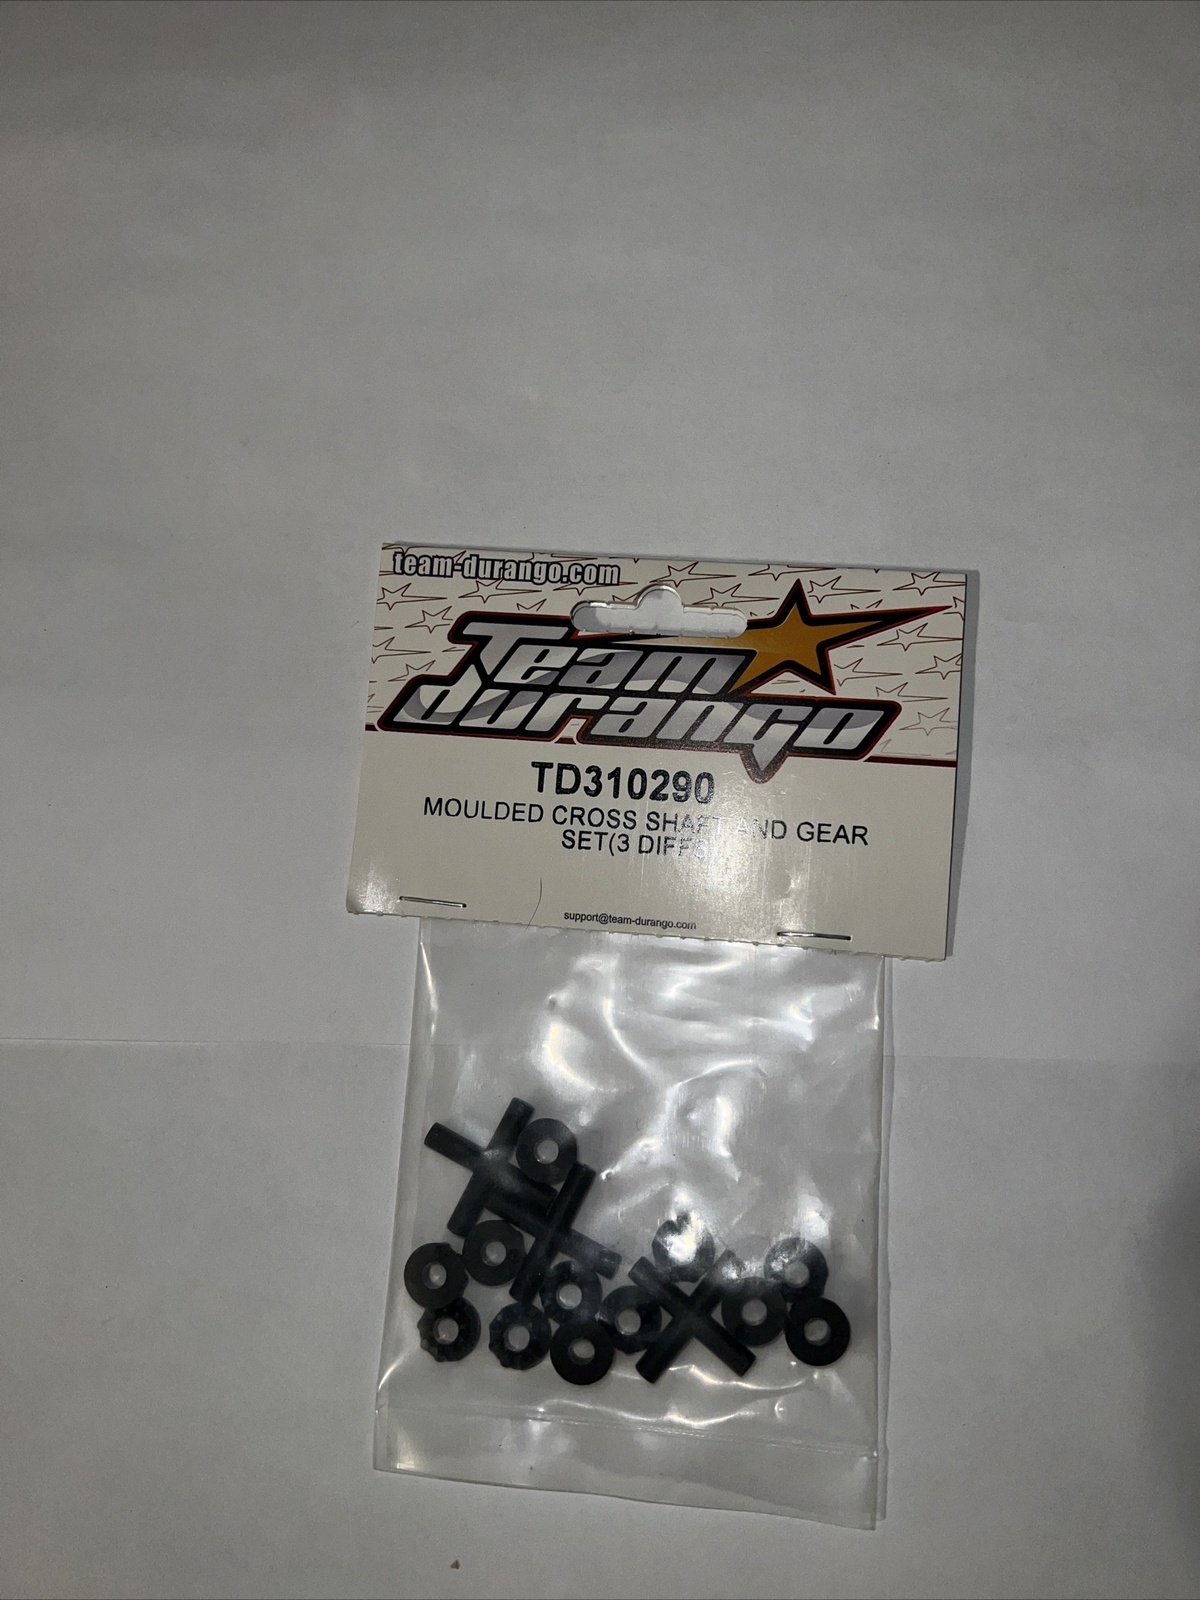 team-durango.com
Team
durango
TD310290
MOULDED CROSS SHAFT AND GEAR
SET(3 DIFFS)
support@team-durango.com